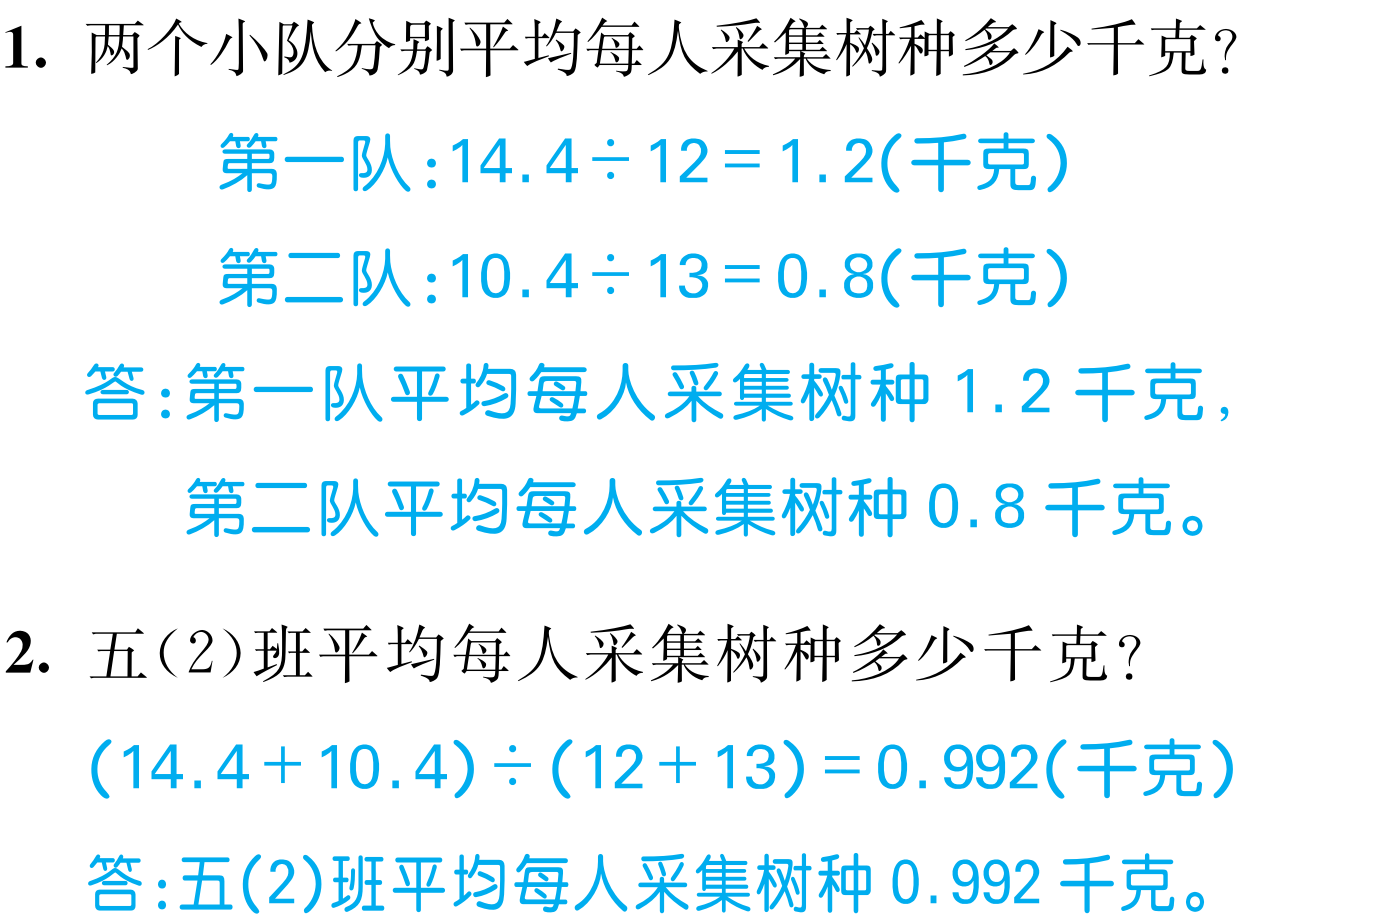 1. 两个小队分别平均每人采集树种多少千克?
第一队:14.4÷12=1.2(千克)
第二队:10.4÷13=0.8(千克)
答:第一队平均每人采集树种 1.2 千克,
第二队平均每人采集树种 0.8 千克。
2. 五(2)班平均每人采集树种多少千克?
(14.4+10.4)÷(12+13)=0.992(千克)
答:五(2)班平均每人采集树种 0.992 千克。